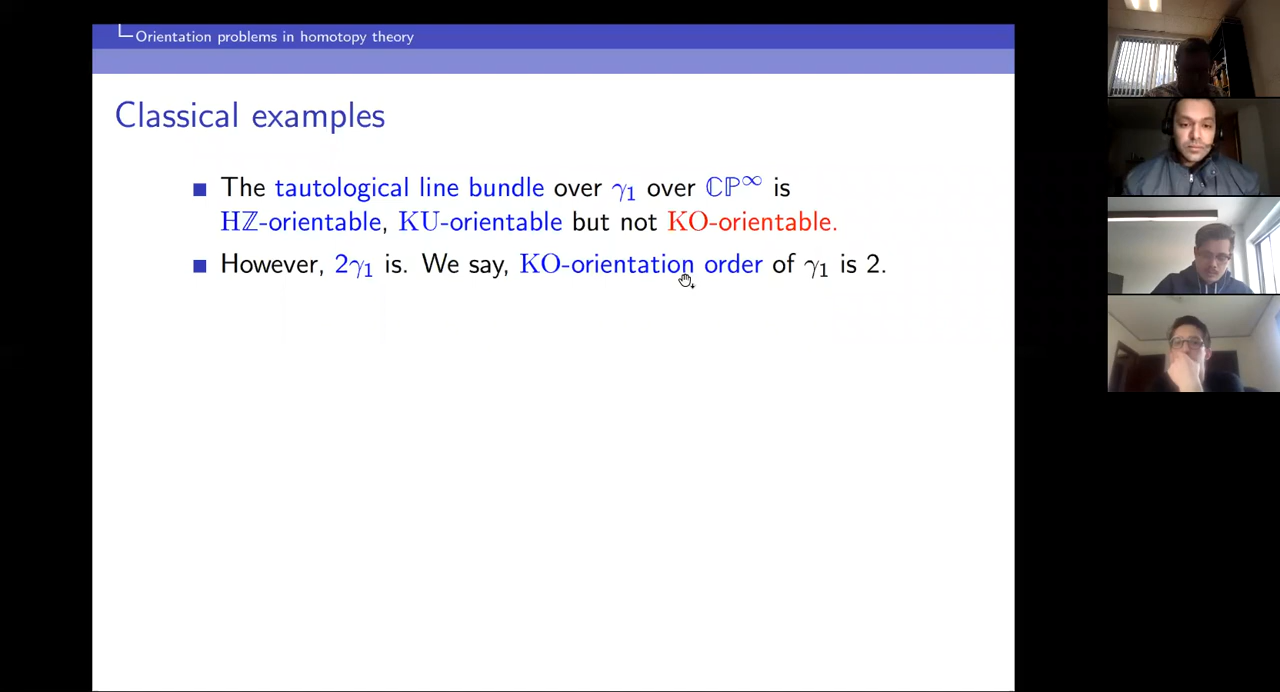 Orientation problems in homotopy theory
Classical examples
The tautological line bundle over γ₁ over ℂℙ^∞ is
Hℤ-orientable, KU-orientable but not KO-orientable.
However, 2γ₁ is. We say, KO-orientation order of γ₁ is 2.